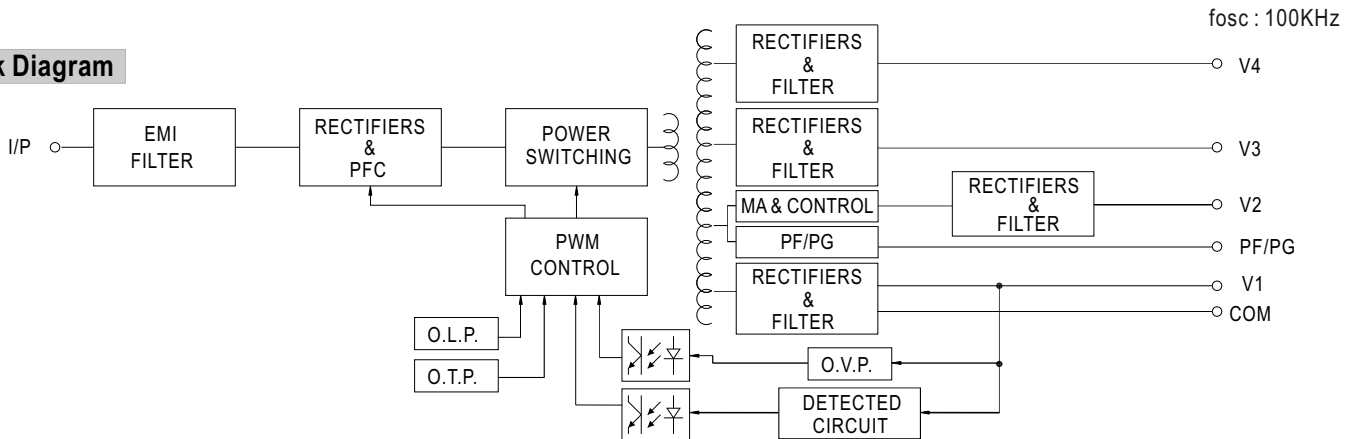 fosc : 100KHz
k Diagram
I/P
EMI
FILTER
RECTIFIERS
&
PFC
POWER
SWITCHING
PWM
CONTROL
O.L.P.
O.T.P.
RECTIFIERS
&
FILTER
V4
RECTIFIERS
&
FILTER
V3
MA & CONTROL
RECTIFIERS
&
FILTER
V2
PF/PG
PF/PG
RECTIFIERS
&
FILTER
V1
COM
O.V.P.
DETECTED
CIRCUIT